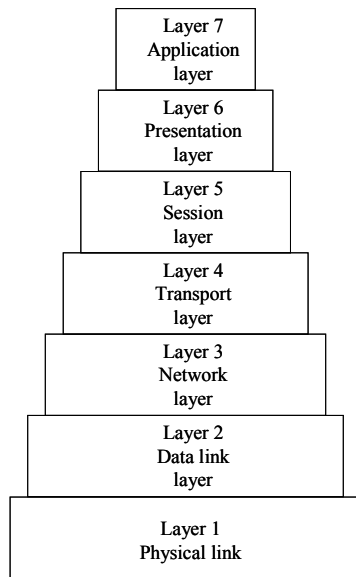 Layer 7
Application
layer
Layer 6
Presentation
layer
Layer 5
Session
layer
Layer 4
Transport
layer
Layer 3
Network
layer
Layer 2
Data link
layer
Layer 1
Physical link